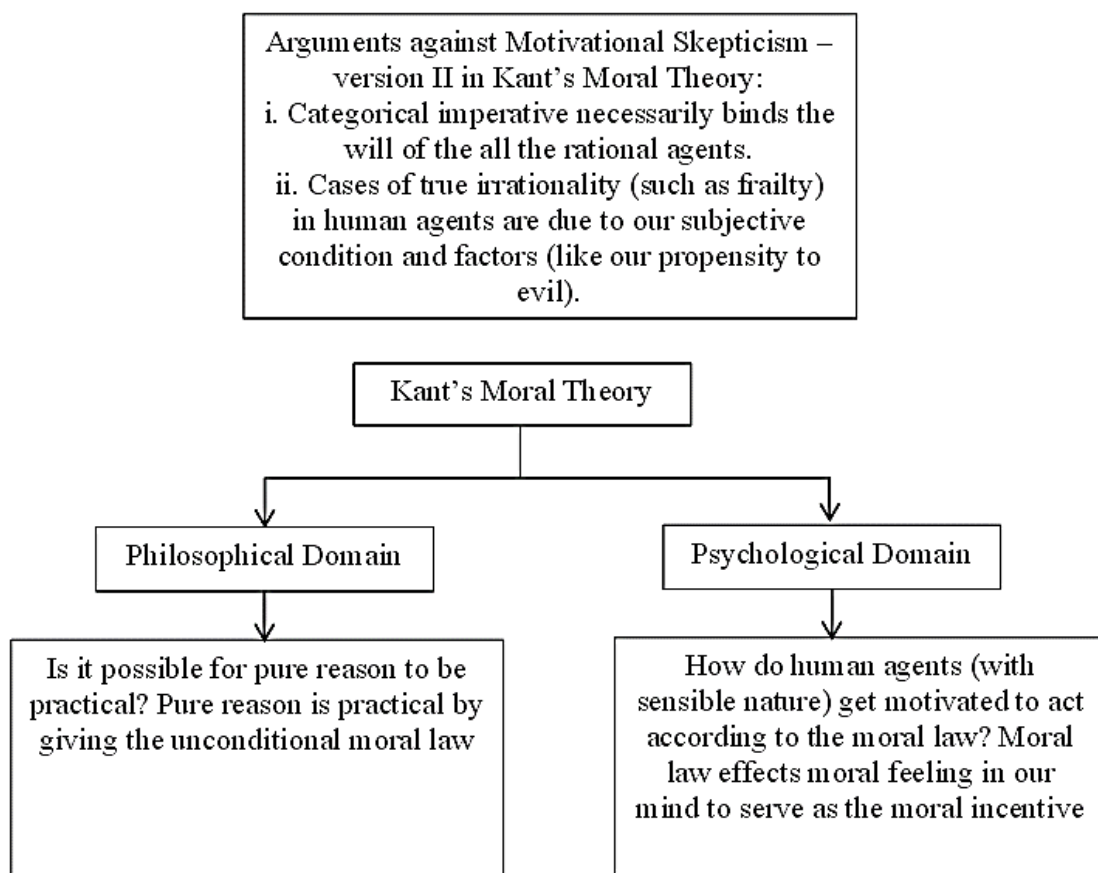 Arguments against Motivational Skepticism –
version II in Kant's Moral Theory:
i. Categorical imperative necessarily binds the
will of the all the rational agents.
ii. Cases of true irrationality (such as frailty)
in human agents are due to our subjective
condition and factors (like our propensity to
evil).
Kant's Moral Theory
Philosophical Domain
Psychological Domain
Is it possible for pure reason to be
practical? Pure reason is practical by
giving the unconditional moral law
How do human agents (with
sensible nature) get motivated to act
according to the moral law? Moral
law effects moral feeling in our
mind to serve as the moral incentive